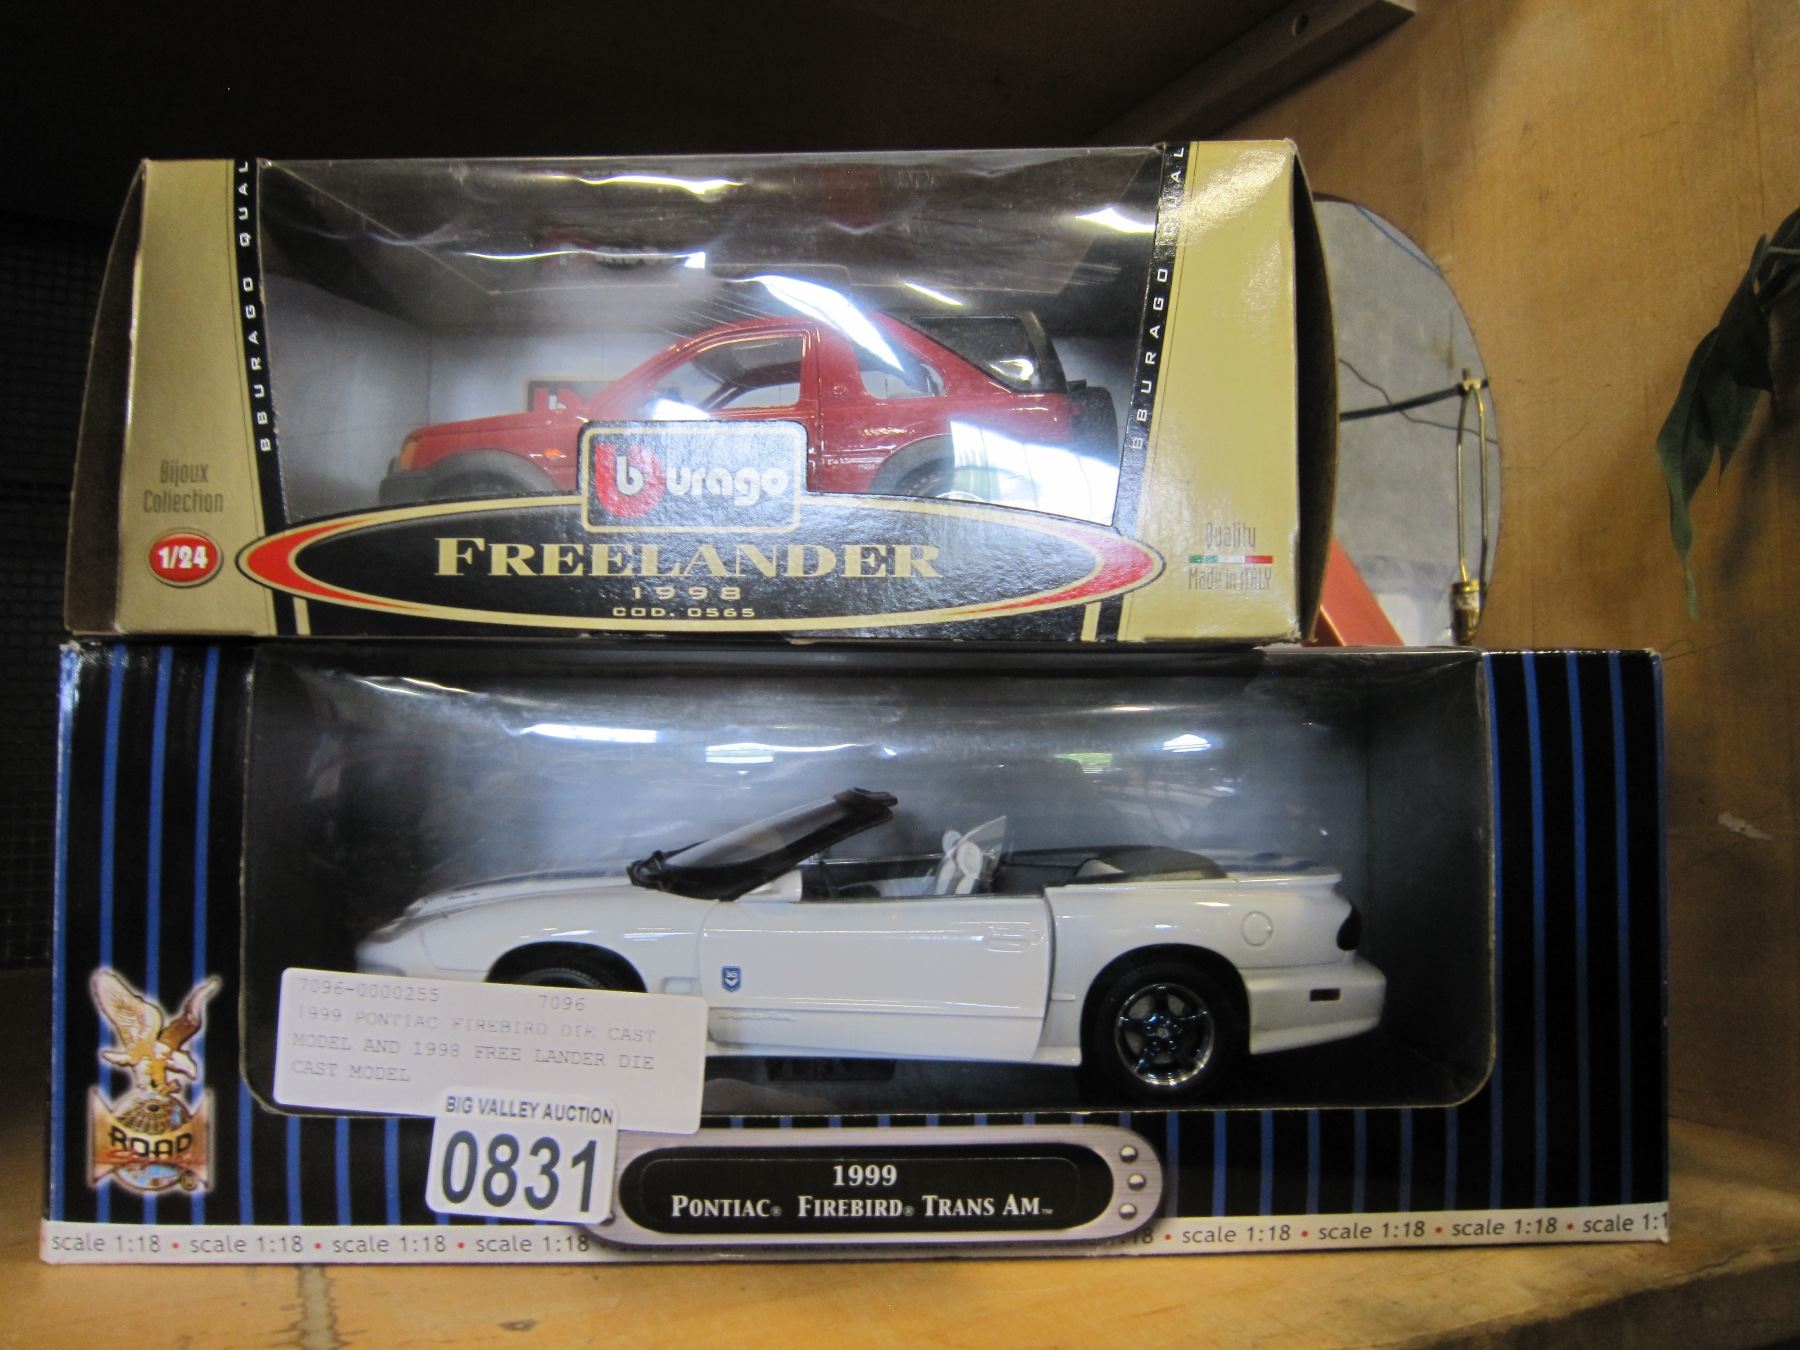 BBURAGO QUAL
BBURAGO QUAL
Bijoux
Collection
1/24
burago
FREELANDER
1998
COD. 0565
Quality
Made in ITALY
7096-0000255 7096
1999 PONTIAC FIREBIRD DIE CAST
MODEL AND 1998 FREE LANDER DIE
CAST MODEL
BIG VALLEY AUCTION
0831
ROAD
1999
PONTIAC® FIREBIRD® TRANS AM™
scale 1:18 • scale 1:18 • scale 1:18 • scale 1:18 1:18 • scale 1:18 • scale 1:18 • scale 1:1